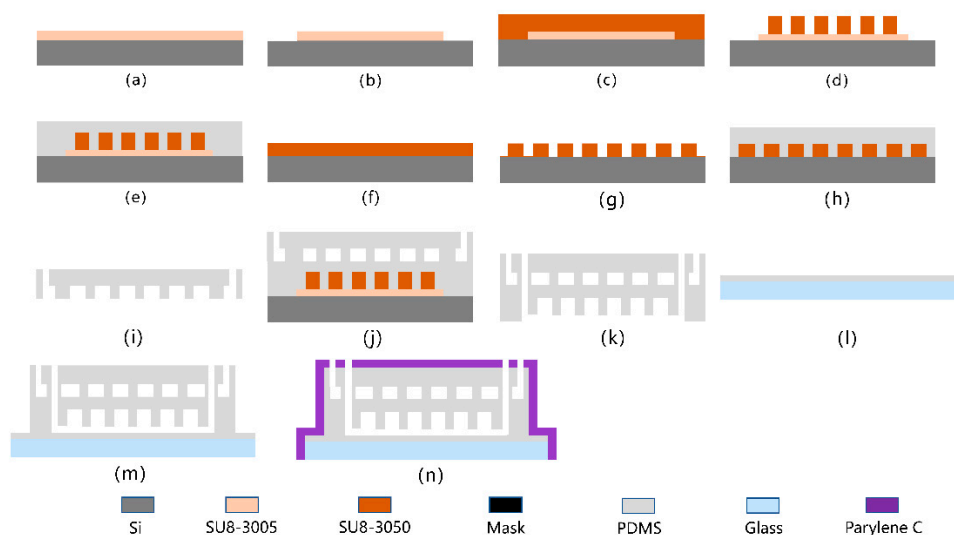 (a) (b) (c) (d)
(e) (f) (g) (h)
(i) (j) (k) (l)
(m) (n)
Si SU8-3005 SU8-3050 Mask PDMS Glass Parylene C